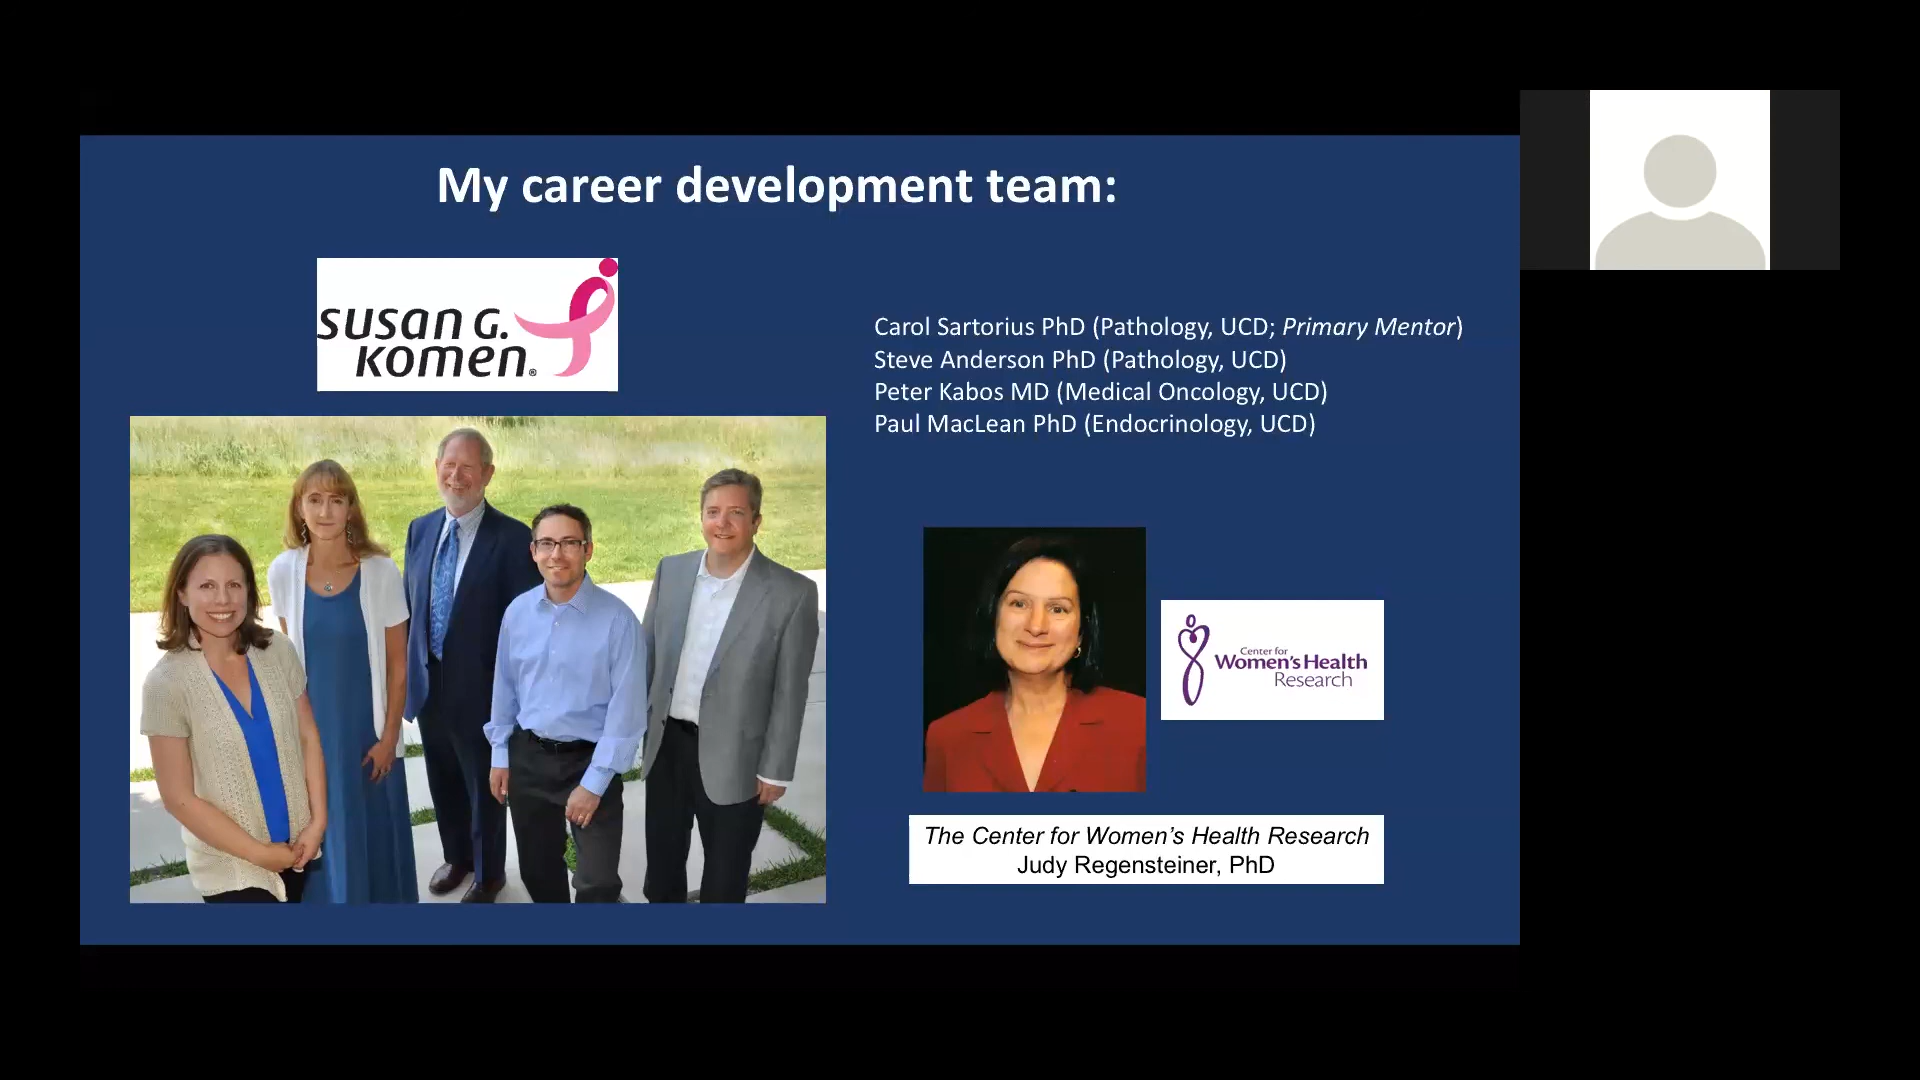 My career development team:
susan G.
komen®
Carol Sartorius PhD (Pathology, UCD; Primary Mentor)
Steve Anderson PhD (Pathology, UCD)
Peter Kabos MD (Medical Oncology, UCD)
Paul MacLean PhD (Endocrinology, UCD)
Center for
Women's Health
Research
The Center for Women’s Health Research
Judy Regensteiner, PhD